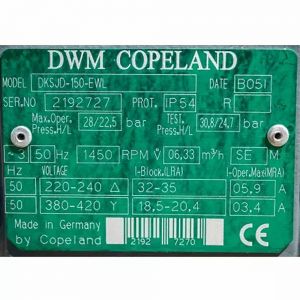 DWM COPELAND
MODEL DKSJD-150-EWL DATE B05I
SER.NO 2192727 PROT. IP54 R
Max.Oper. Press.H/L 28/22,5 bar TEST. Press.H/L 30,8/24,7 bar
~3 50 Hz 1450 RPM V̇ 06,33 m³/h SE M
Hz VOLTAGE I-Block.(LRA) I-Oper.Max(MRA)
50 220-240 Δ 32-35 05,9 A
50 380-420 Y 18,5-20,4 03,4 A
Made in Germany
by Copeland 2192 7270 CE